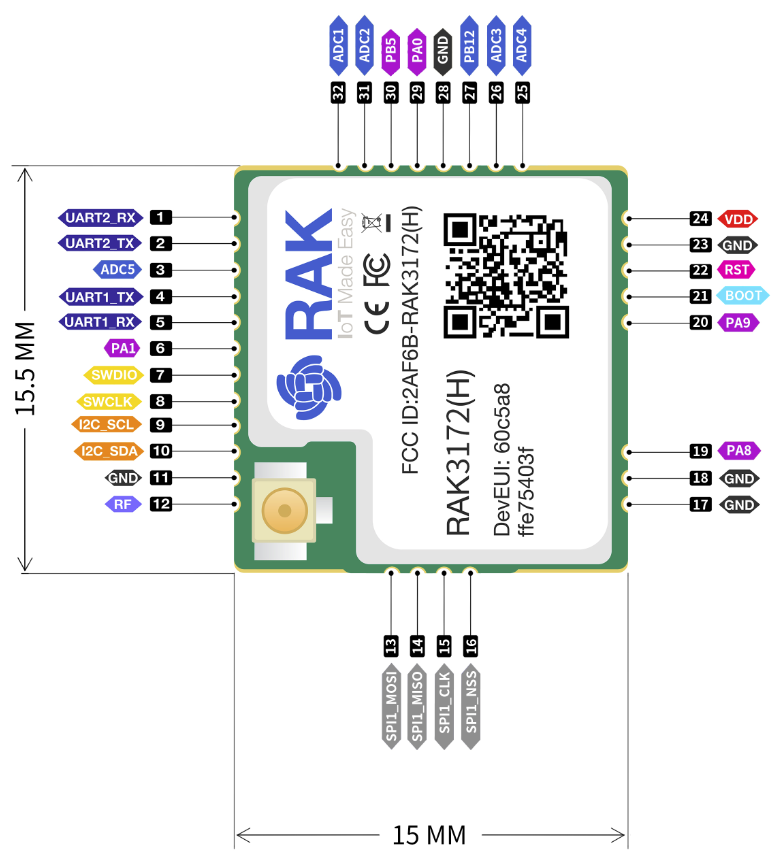 ADC1
ADC2
PB5
PA0
GND
PB12
ADC3
ADC4
32
31
30
29
28
27
26
25
UART2_RX 1
UART2_TX 2
ADC5 3
UART1_TX 4
UART1_RX 5
PA1 6
SWDIO 7
SWCLK 8
I2C_SCL 9
I2C_SDA 10
GND 11
RF 12
15.5 MM
RAK
IoT Made Easy
CE FC
FCC ID:2AF6B-RAK3172(H)
RAK3172(H)
DevEUI: 60c5a8
ffe75403f
24 VDD
23 GND
22 RST
21 BOOT
20 PA9
19 PA8
18 GND
17 GND
13
14
15
16
SPI1_MOSI
SPI1_MISO
SPI1_CLK
SPI1_NSS
15 MM